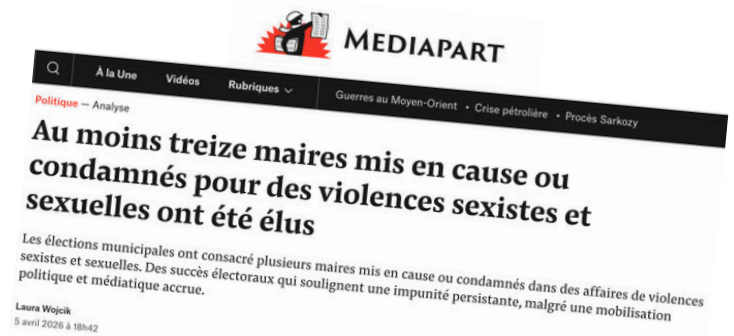 MEDIAPART
À la Une Vidéos Rubriques Guerres au Moyen-Orient • Crise pétrolière • Procès Sarkozy
Politique — Analyse
Au moins treize maires mis en cause ou
condamnés pour des violences sexistes et
sexuelles ont été élus
Les élections municipales ont consacré plusieurs maires mis en cause ou condamnés dans des affaires de violences
sexistes et sexuelles. Des succès électoraux qui soulignent une impunité persistante, malgré une mobilisation
politique et médiatique accrue.
Laura Wojcik
5 avril 2026 à 18h42